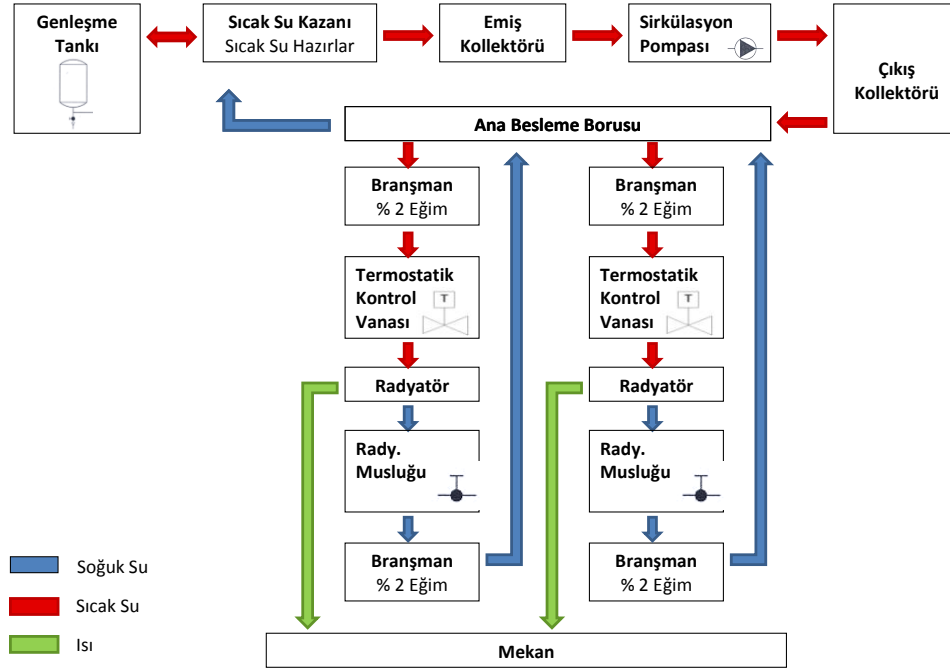 Genleşme
Tankı
Sıcak Su Kazanı
Sıcak Su Hazırlar
Emiş
Kollektörü
Sirkülasyon
Pompası
Çıkış
Kollektörü
Ana Besleme Borusu
Branşman
% 2 Eğim
Branşman
% 2 Eğim
Termostatik
Kontrol
Vanası
T
Termostatik
Kontrol
Vanası
T
Radyatör
Radyatör
Rady.
Musluğu
Rady.
Musluğu
Branşman
% 2 Eğim
Branşman
% 2 Eğim
Soğuk Su
Sıcak Su
Isı
Mekan